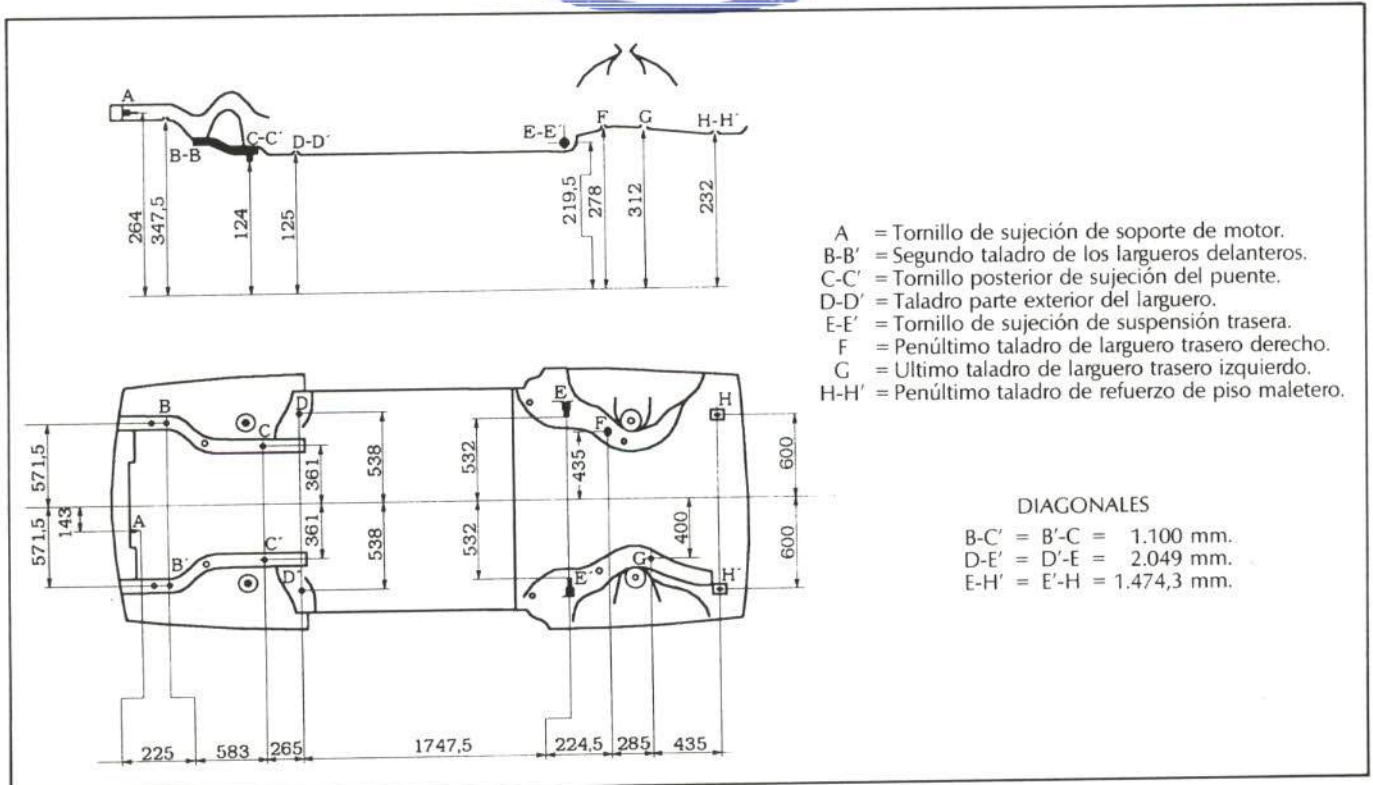 A
B-B
C-C´
D-D´
E-E´
F
G
H-H´
264
347,5
124
125
219,5
278
312
232
A = Tornillo de sujeción de soporte de motor.
B-B' = Segundo taladro de los largueros delanteros.
C-C' = Tornillo posterior de sujeción del puente.
D-D' = Taladro parte exterior del larguero.
E-E' = Tornillo de sujeción de suspensión trasera.
F = Penúltimo taladro de larguero trasero derecho.
G = Ultimo taladro de larguero trasero izquierdo.
H-H' = Penúltimo taladro de refuerzo de piso maletero.
B
C
D
E
F
H
571,5
361
538
532
435
600
571,5
143
A
361
538
532
400
600
B´
C´
D´
E´
G
H´
DIAGONALES
B-C' = B'-C = 1.100 mm.
D-E' = D'-E = 2.049 mm.
E-H' = E'-H = 1.474,3 mm.
225 583 265 1747,5 224,5 285 435